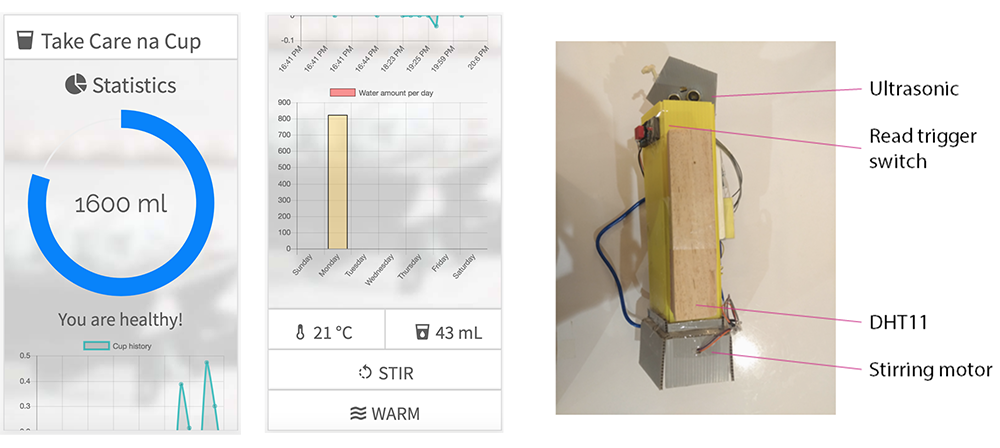 Take Care na Cup
Statistics
1600 ml
You are healthy!
Cup history
0.5
0.4
0.3
0
-0.1
16:41 PM
16:41 PM
16:41 PM
16:44 PM
18:23 PM
19:25 PM
19:59 PM
20:6 PM
Water amount per day
900
800
700
600
500
400
300
200
100
0
Sunday
Monday
Tuesday
Wednesday
Thursday
Friday
Saturday
21 °C
43 mL
STIR
WARM
Ultrasonic
Read trigger
switch
DHT11
Stirring motor